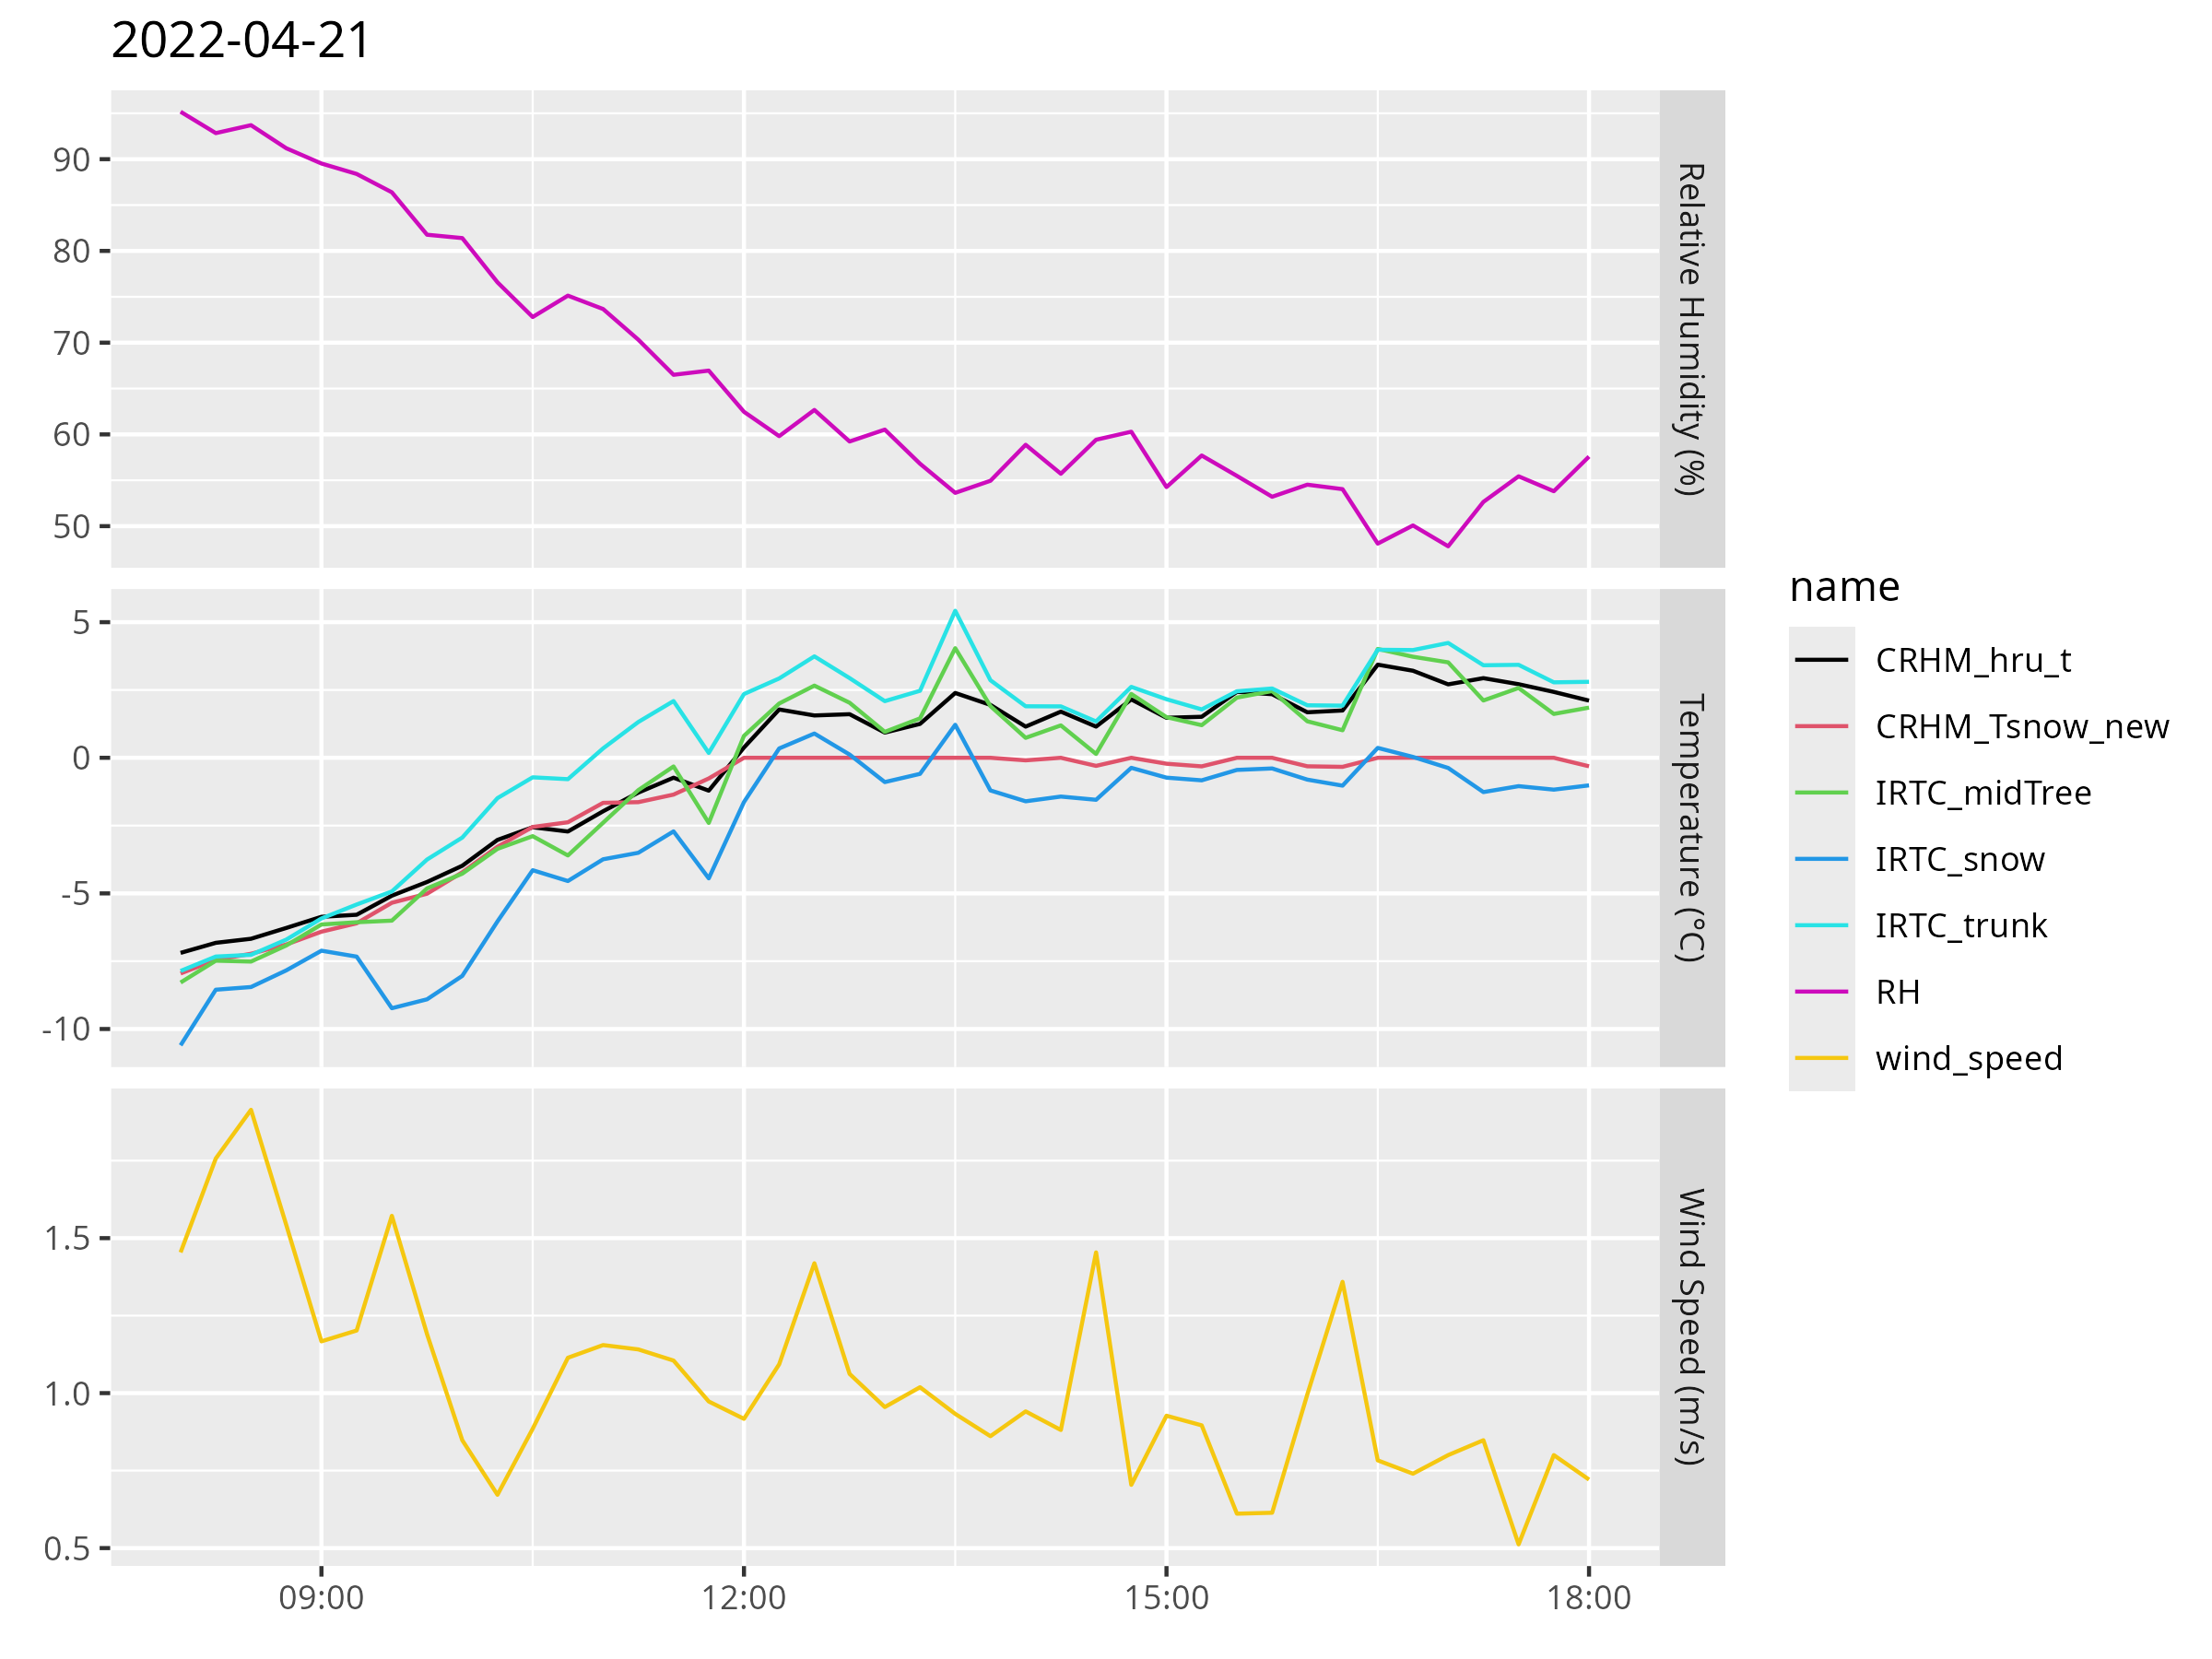 2022-04-21
90
80
70
60
50
Relative Humidity (%)
5
0
-5
-10
Temperature (°C)
1.5
1.0
0.5
Wind Speed (m/s)
09:00 12:00 15:00 18:00
name
CRHM_hru_t
CRHM_Tsnow_new
IRTC_midTree
IRTC_snow
IRTC_trunk
RH
wind_speed